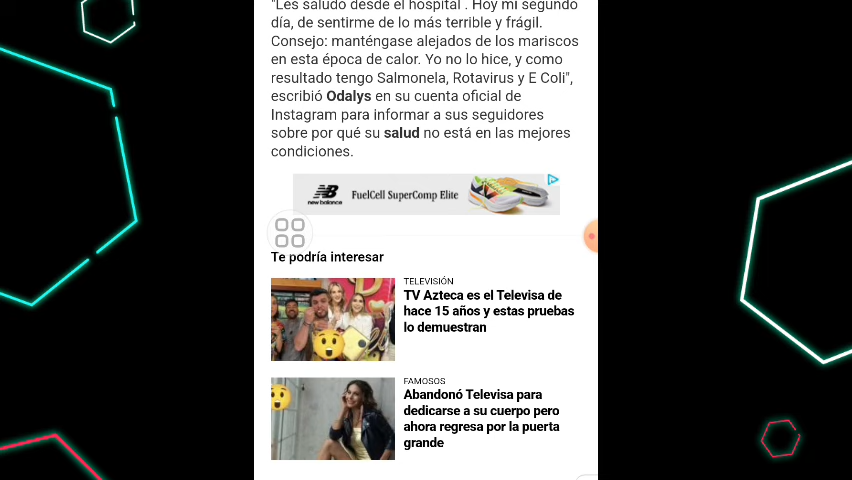 "Les saludo desde el hospital . Hoy mi segundo
día, de sentirme de lo más terrible y frágil.
Consejo: manténgase alejados de los mariscos
en esta época de calor. Yo no lo hice, y como
resultado tengo Salmonela, Rotavirus y E Coli",
escribió Odalys en su cuenta oficial de
Instagram para informar a sus seguidores
sobre por qué su salud no está en las mejores
condiciones.
new balance FuelCell SuperComp Elite
Te podría interesar
TELEVISIÓN
TV Azteca es el Televisa de
hace 15 años y estas pruebas
lo demuestran
FAMOSOS
Abandonó Televisa para
dedicarse a su cuerpo pero
ahora regresa por la puerta
grande